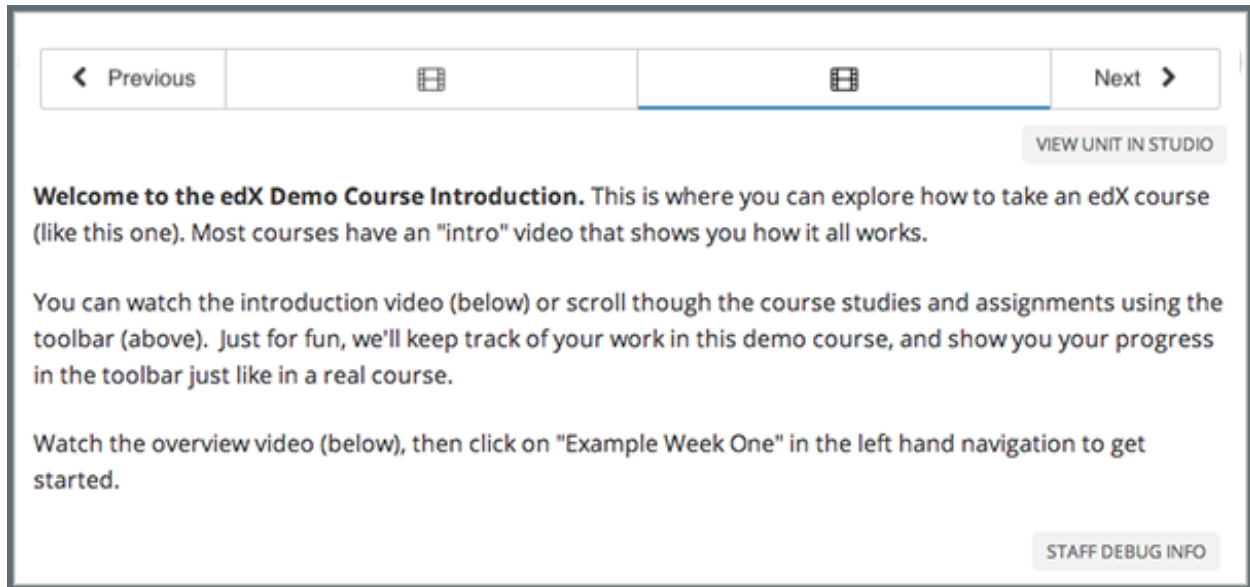 Previous
Next
VIEW UNIT IN STUDIO
Welcome to the edX Demo Course Introduction. This is where you can explore how to take an edX course
(like this one). Most courses have an "intro" video that shows you how it all works.
You can watch the introduction video (below) or scroll though the course studies and assignments using the
toolbar (above).  Just for fun, we'll keep track of your work in this demo course, and show you your progress
in the toolbar just like in a real course.
Watch the overview video (below), then click on "Example Week One" in the left hand navigation to get
started.
STAFF DEBUG INFO